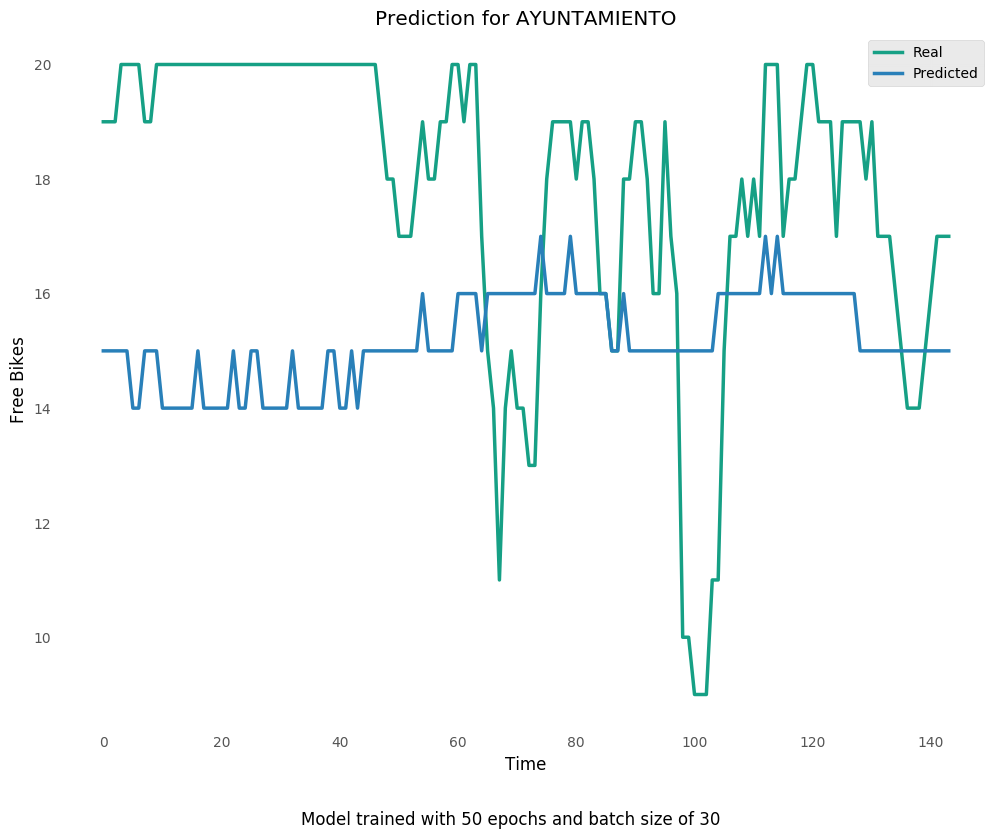 Prediction for AYUNTAMIENTO
Real
Predicted
20
18
16
14
12
10
Free Bikes
0 20 40 60 80 100 120 140
Time
Model trained with 50 epochs and batch size of 30